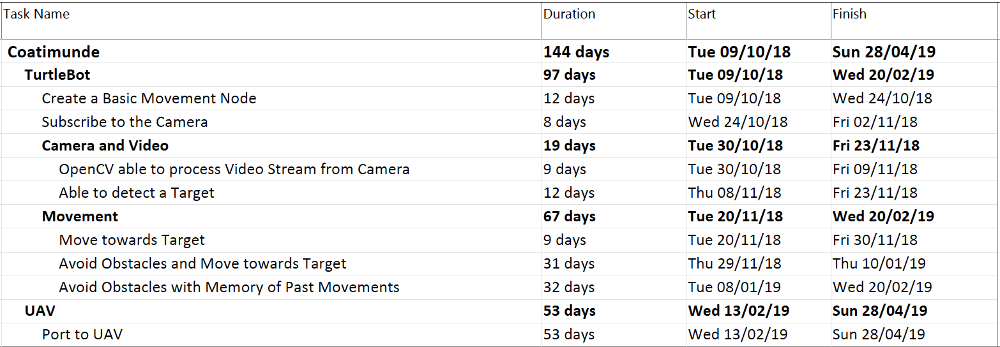 Task Name Duration Start Finish
Coatimunde 144 days Tue 09/10/18 Sun 28/04/19
TurtleBot 97 days Tue 09/10/18 Wed 20/02/19
Create a Basic Movement Node 12 days Tue 09/10/18 Wed 24/10/18
Subscribe to the Camera 8 days Wed 24/10/18 Fri 02/11/18
Camera and Video 19 days Tue 30/10/18 Fri 23/11/18
OpenCV able to process Video Stream from Camera 9 days Tue 30/10/18 Fri 09/11/18
Able to detect a Target 12 days Thu 08/11/18 Fri 23/11/18
Movement 67 days Tue 20/11/18 Wed 20/02/19
Move towards Target 9 days Tue 20/11/18 Fri 30/11/18
Avoid Obstacles and Move towards Target 31 days Thu 29/11/18 Thu 10/01/19
Avoid Obstacles with Memory of Past Movements 32 days Tue 08/01/19 Wed 20/02/19
UAV 53 days Wed 13/02/19 Sun 28/04/19
Port to UAV 53 days Wed 13/02/19 Sun 28/04/19